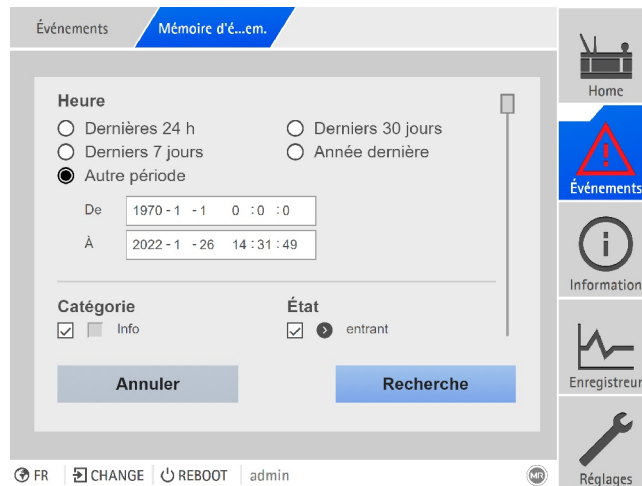 Événements Mémoire d'é...em.
Home
Heure
Dernières 24 h Derniers 30 jours
Derniers 7 jours Année dernière
Autre période
Événements
De 1970 - 1 - 1 0 : 0 : 0
À 2022 - 1 - 26 14 : 31 : 49
Information
Catégorie État
Info entrant
Annuler Recherche
Enregistreur
FR CHANGE REBOOT admin MR
Réglages